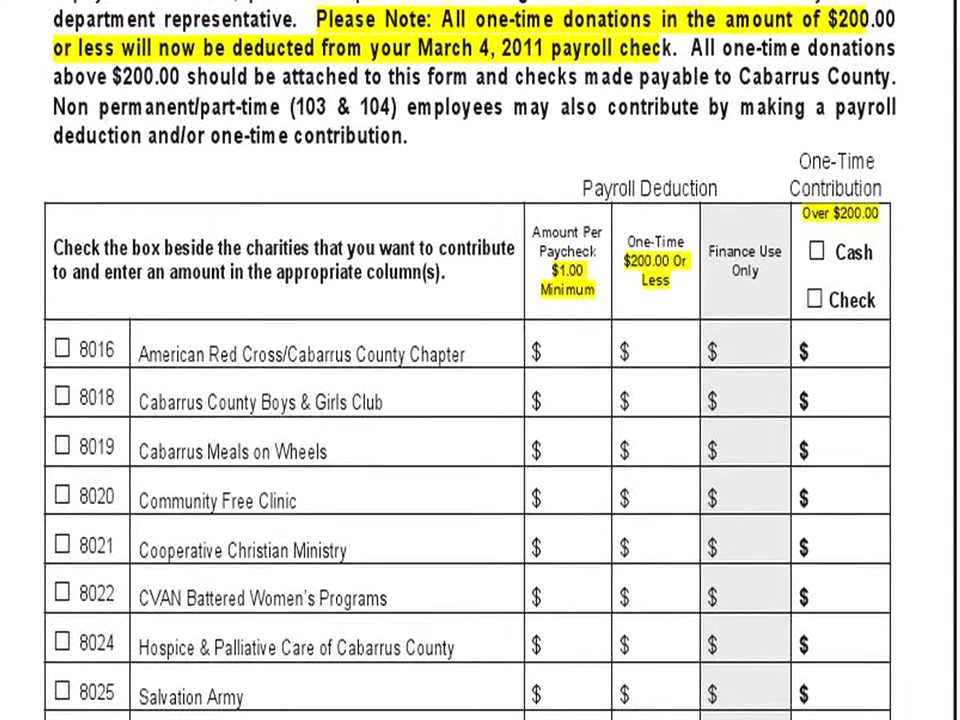 department representative. Please Note: All one-time donations in the amount of $200.00
or less will now be deducted from your March 4, 2011 payroll check. All one-time donations
above $200.00 should be attached to this form and checks made payable to Cabarrus County.
Non permanent/part-time (103 & 104) employees may also contribute by making a payroll
deduction and/or one-time contribution.
Payroll Deduction
One-Time
Contribution
Check the box beside the charities that you want to contribute
to and enter an amount in the appropriate column(s).
Amount Per
Paycheck
$1.00
Minimum
One-Time
$200.00 Or
Less
Finance Use
Only
Over $200.00
☐ Cash
☐ Check
☐ 8016 American Red Cross/Cabarrus County Chapter $ $ $ $
☐ 8018 Cabarrus County Boys & Girls Club $ $ $ $
☐ 8019 Cabarrus Meals on Wheels $ $ $ $
☐ 8020 Community Free Clinic $ $ $ $
☐ 8021 Cooperative Christian Ministry $ $ $ $
☐ 8022 CVAN Battered Women's Programs $ $ $ $
☐ 8024 Hospice & Palliative Care of Cabarrus County $ $ $ $
☐ 8025 Salvation Army $ $ $ $